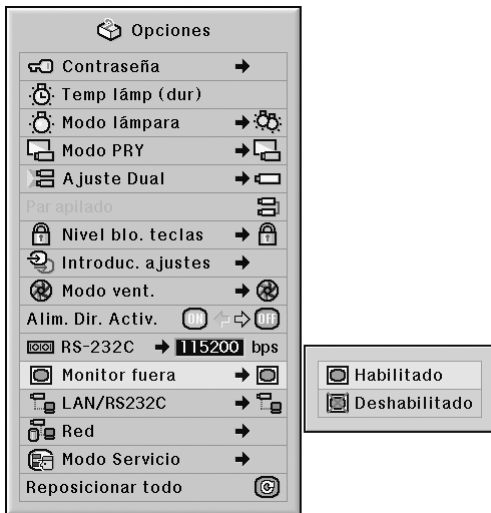 Opciones
Contraseña
Temp lámp (dur)
Modo lámpara
Modo PRY
Ajuste Dual
Par apilado
Nivel blo. teclas
Introduc. ajustes
Modo vent.
Alim. Dir. Activ. ON OFF
RS-232C 115200 bps
Monitor fuera
Habilitado
LAN/RS232C
Deshabilitado
Red
Modo Servicio
Reposicionar todo